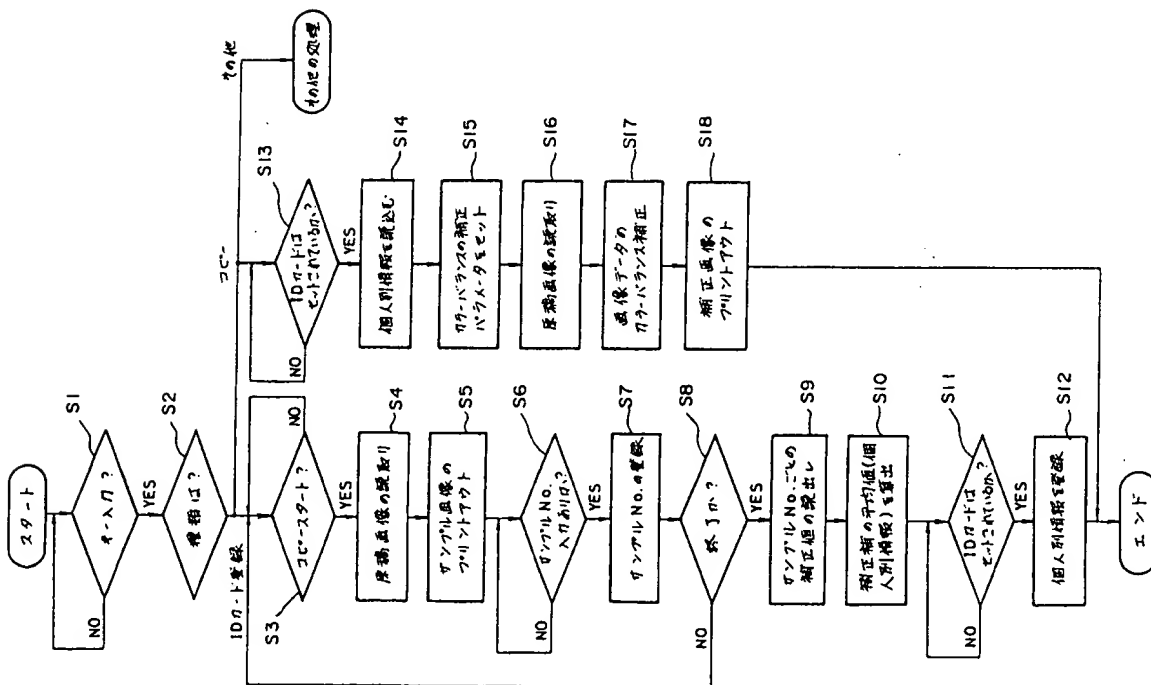 スタート
S1
キー入力?
NO
YES
S2
種類は?
IDカード登録
コピー
その他
その他の処理
S3
コピースタート?
NO
YES
S4
原稿画像の読取り
S5
サンプル画像の
プリントアウト
S6
サンプルNo.
入力ありか?
NO
YES
S7
サンプルNo.の登録
S8
終了か?
NO
YES
S9
サンプルNo.ごとの
補正値の読出し
S10
補正補の平均値(個
人別情報)を算出
S11
IDカードは
セットされているか?
NO
YES
S12
個人別情報を登録
S13
IDカードは
セットされているか?
NO
YES
S14
個人別情報を読込む
S15
カラーバランスの補正
パラメータをセット
S16
原稿画像の読取り
S17
画像データの
カラーバランス補正
S18
補正画像の
プリントアウト
エンド